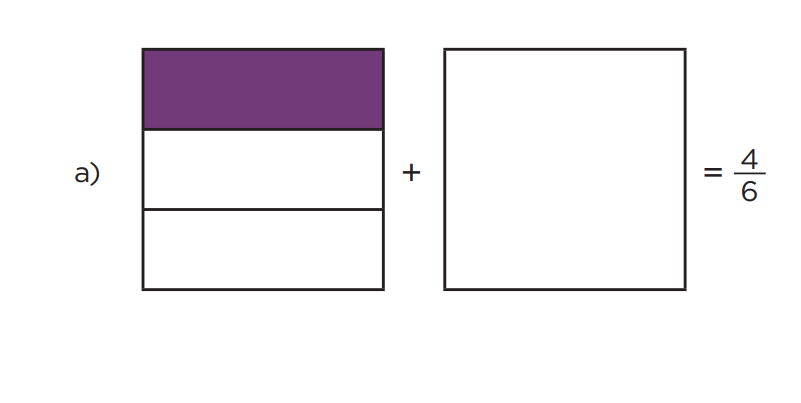 a) + = 4/6